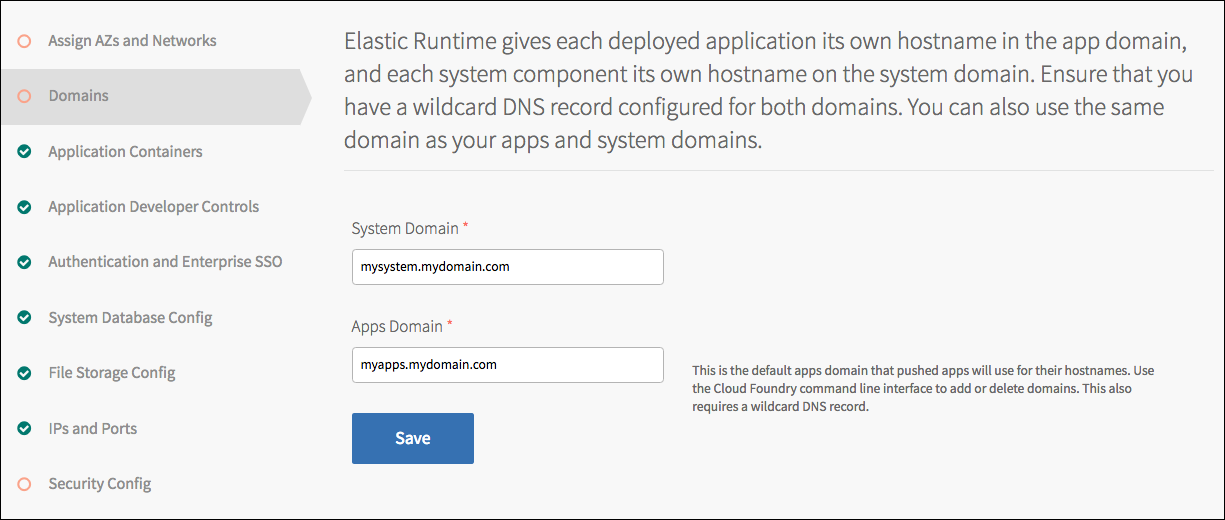 Assign AZs and Networks
Domains
Application Containers
Application Developer Controls
Authentication and Enterprise SSO
System Database Config
File Storage Config
IPs and Ports
Security Config
Elastic Runtime gives each deployed application its own hostname in the app domain,
and each system component its own hostname on the system domain. Ensure that you
have a wildcard DNS record configured for both domains. You can also use the same
domain as your apps and system domains.
System Domain *
mysystem.mydomain.com
Apps Domain *
myapps.mydomain.com
This is the default apps domain that pushed apps will use for their hostnames. Use
the Cloud Foundry command line interface to add or delete domains. This also
requires a wildcard DNS record.
Save